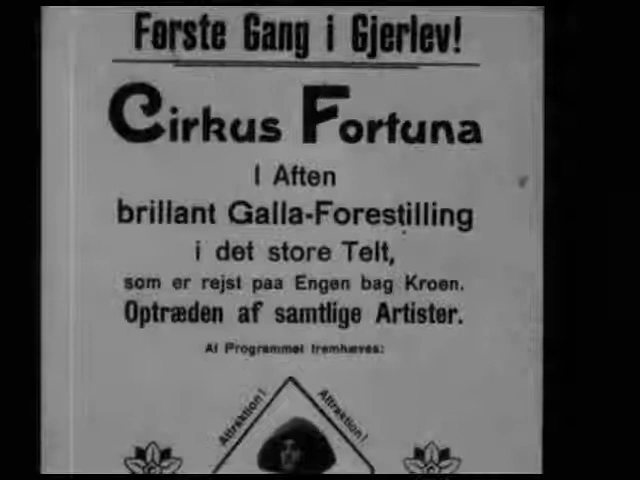 Første Gang i Gjerlev!
Cirkus Fortuna
I Aften
brillant Galla-Forestilling
i det store Telt,
som er rejst paa Engen bag Kroen.
Optræden af samtlige Artister.
Af Programmet fremhæves:
Attraktion! Attraktion!